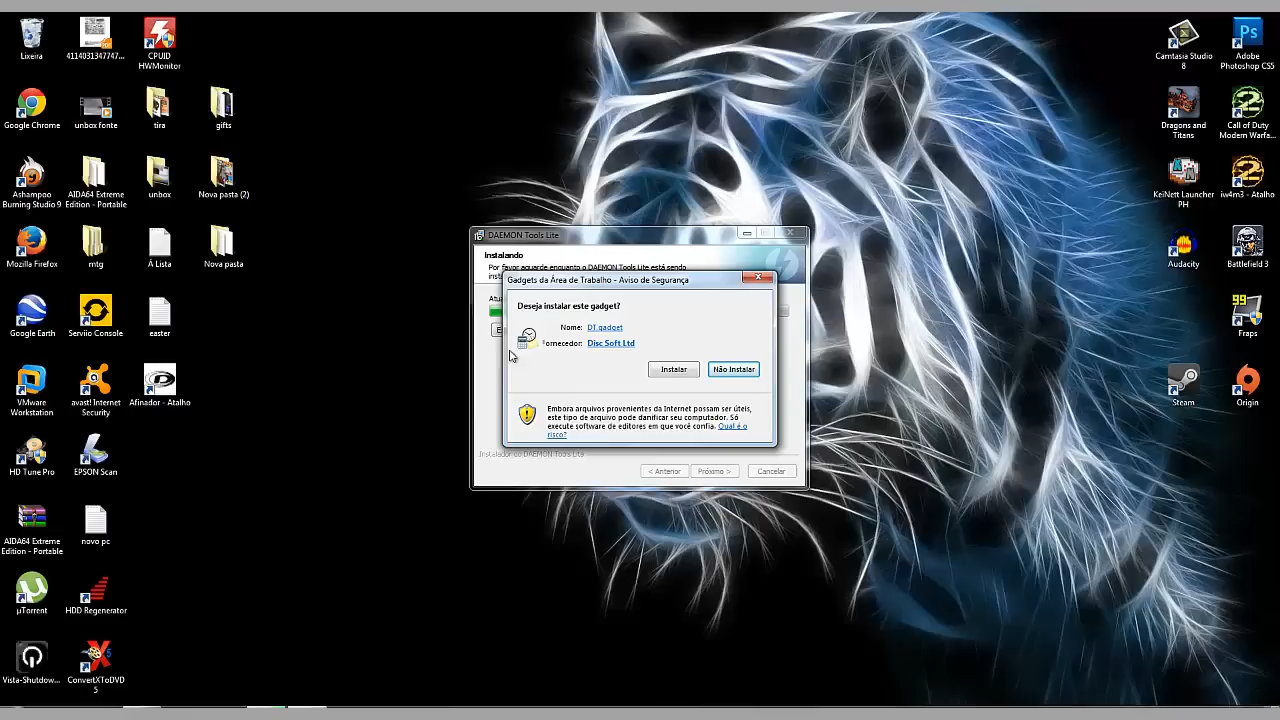 Lixeira
4114031347747...
CPUID
HWMonitor
Google Chrome
unbox fonte
tira
gifts
Ashampoo
Burning Studio 9
AIDA64 Extreme
Edition - Portable
unbox
Nova pasta (2)
Mozilla Firefox
mtg
Á Lista
Nova pasta
Google Earth
Serviio Console
easter
VMware
Workstation
avast! Internet
Security
Afinador - Atalho
HD Tune Pro
EPSON Scan
AIDA64 Extreme
Edition - Portable
novo pc
µTorrent
HDD Regenerator
Vista-Shutdow...
ConvertXToDVD
5
DAEMON Tools Lite
Instalando
Por favor aguarde enquanto o DAEMON Tools Lite está sendo
Gadgets da Área de Trabalho - Aviso de Segurança
Deseja instalar este gadget?
Nome: DT.gadget
Fornecedor: Disc Soft Ltd
Instalar
Não Instalar
Embora arquivos provenientes da Internet possam ser úteis,
este tipo de arquivo pode danificar seu computador. Só
execute software de editores em que você confia. Qual é o
risco?
Instalador do DAEMON Tools Lite
< Anterior
Próximo >
Cancelar
Camtasia Studio
8
Ps
Adobe
Photoshop CS5
Dragons and
Titans
Call of Duty
Modern Warfa...
KeiNett Launcher
PH
iw4m3 - Atalho
Audacity
Battlefield 3
99
Fraps
Steam
Origin